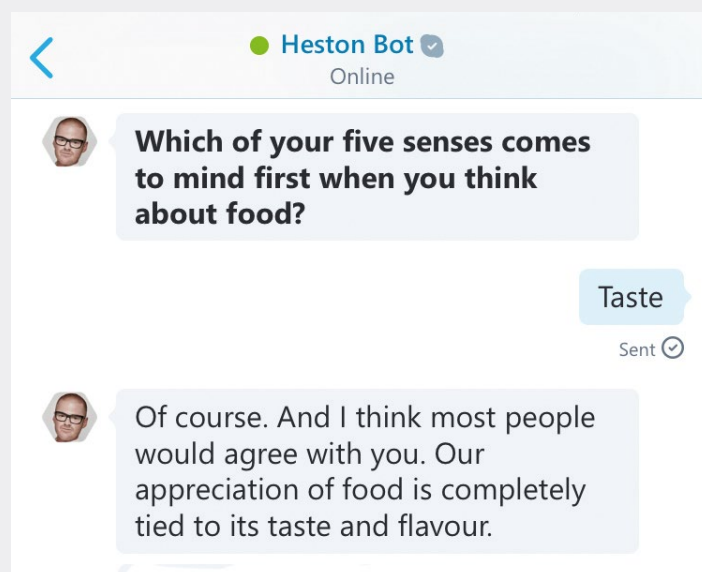 Heston Bot
Online
Which of your five senses comes
to mind first when you think
about food?
Taste
Sent
Of course. And I think most people
would agree with you. Our
appreciation of food is completely
tied to its taste and flavour.